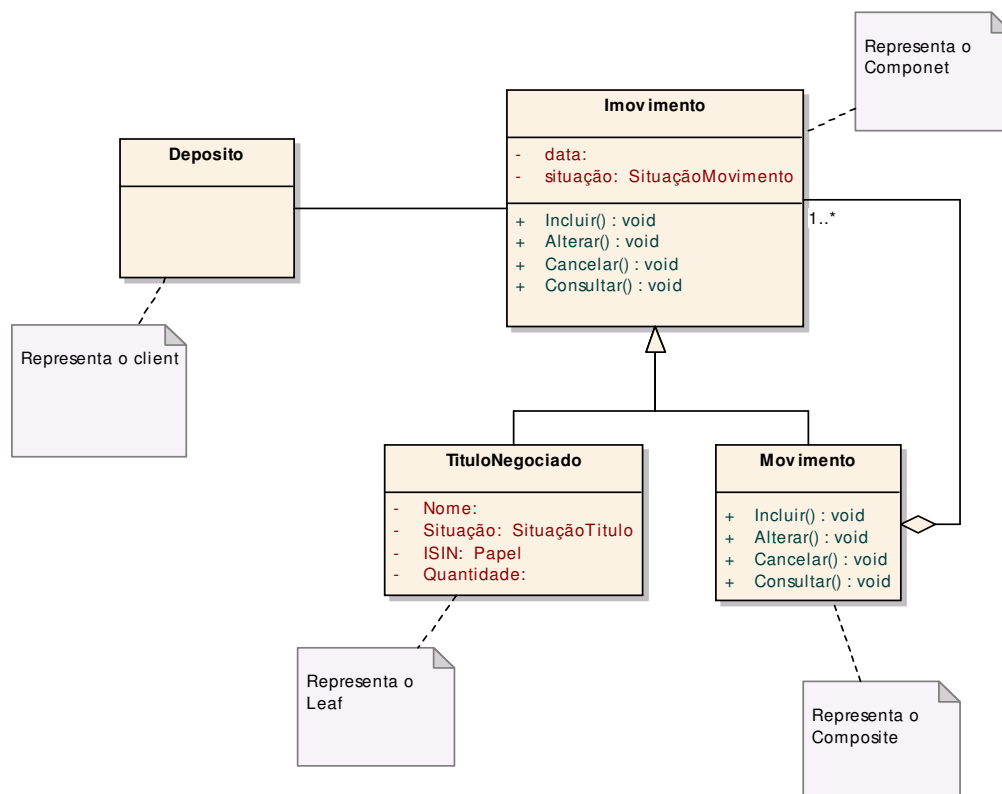 Representa o
Componet
Imovimento
- data:
- situação: SituaçãoMovimento
+ Incluir() : void
+ Alterar() : void
+ Cancelar() : void
+ Consultar() : void
Deposito
1..*
Representa o client
TituloNegociado
- Nome:
- Situação: SituaçãoTitulo
- ISIN: Papel
- Quantidade:
Movimento
+ Incluir() : void
+ Alterar() : void
+ Cancelar() : void
+ Consultar() : void
Representa o
Leaf
Representa o
Composite